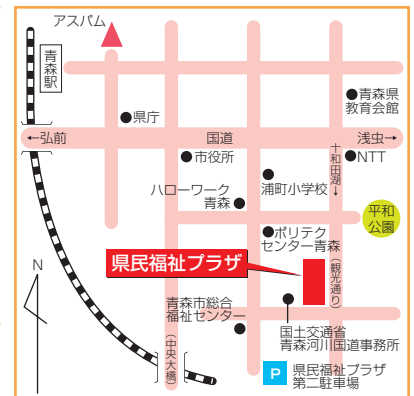 アスパム
青森駅
青森県
教育会館
県庁
←弘前
国道
浅虫→
市役所
NTT
十和田湖→
浦町小学校
ハローワーク
青森
平和
公園
ポリテク
センター青森
県民福祉プラザ
(観光通り)
N
青森市総合
福祉センター
国土交通省
青森河川国道事務所
(中央大橋)
P
県民福祉プラザ
第二駐車場